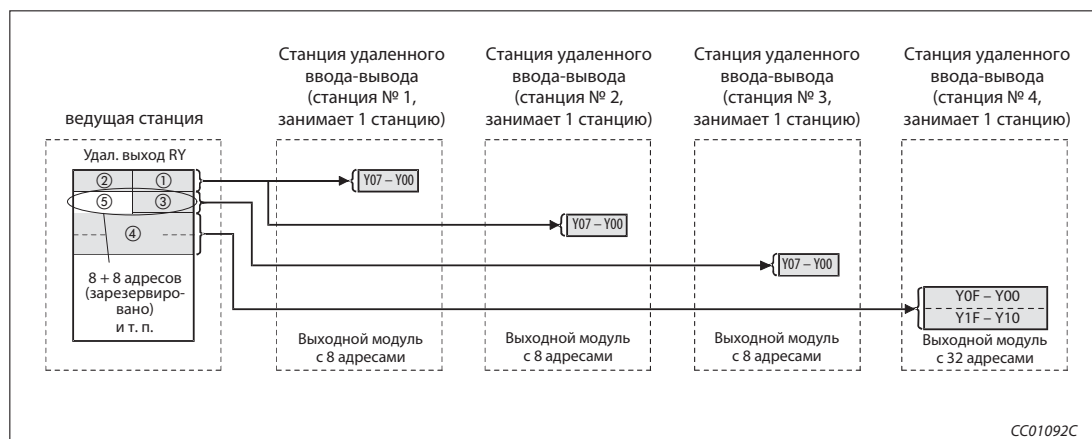 Станция удаленного
ввода-вывода
(станция № 1,
занимает 1 станцию)
Станция удаленного
ввода-вывода
(станция № 2,
занимает 1 станцию)
Станция удаленного
ввода-вывода
(станция № 3,
занимает 1 станцию)
Станция удаленного
ввода-вывода
(станция № 4,
занимает 1 станцию)
ведущая станция
Удал. выход RY
② ①
⑤ ③
④
8 + 8 адресов
(зарезервиро-
вано)
и т. п.
Y07 – Y00
Выходной модуль
с 8 адресами
Y07 – Y00
Выходной модуль
с 8 адресами
Y07 – Y00
Выходной модуль
с 8 адресами
Y0F – Y00
Y1F – Y10
Выходной модуль
с 32 адресами
CC01092C